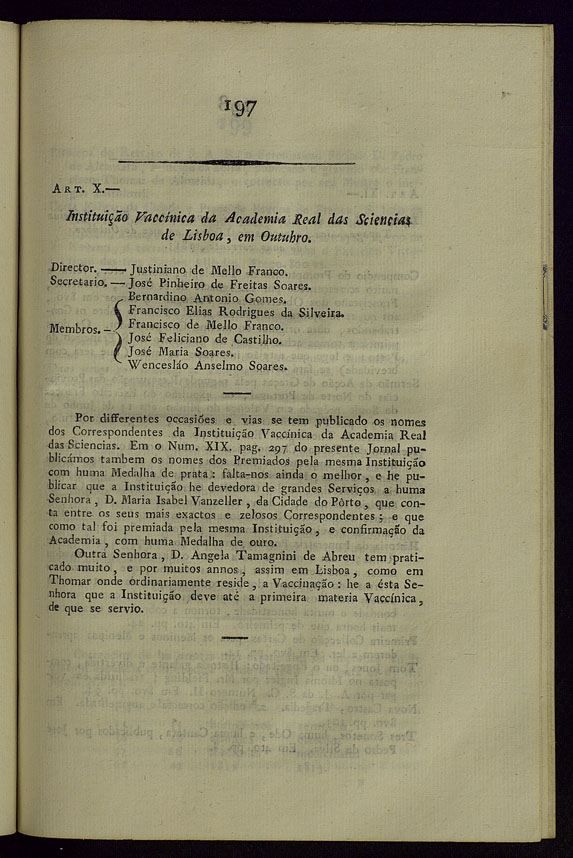 197
ART. X.—
Instituição Vaccínica da Academia Real das Sciencias
de Lisboa, em Outubro.
Director. —— Justiniano de Mello Franco.
Secretario. — José Pinheiro de Freitas Soares.
Bernardino Antonio Gomes.
Francisco Elias Rodrigues da Silveira.
Membros. – Francisco de Mello Franco.
José Feliciano de Castilho.
José Maria Soares.
Wencesláo Anselmo Soares.
Por differentes occasiões e vias se tem publicado os nomes
dos Correspondentes da Instituição Vaccínica da Academia Real
das Sciencias. Em o Num. XIX. pag. 297 do presente Jornal pu-
blicámos tambem os nomes dos Premiados pela mesma Instituição
com huma Medalha de prata: falta-nos ainda o melhor, e he pu-
blicar que a Instituição he devedora de grandes Serviços a huma
Senhora, D. Maria Isabel Vanzeller, da Cidade do Pôrto, que con-
ta entre os seus mais exactos e zelosos Correspondentes; e que
como tal foi premiada pela mesma Instituição, e confirmação da
Academia, com huma Medalha de ouro.
Outra Senhora, D. Angela Tamagnini de Abreu tem prati-
cado muito, e por muitos annos, assim em Lisboa, como em
Thomar onde ordinariamente reside, a Vaccinação: he a ésta Se-
nhora que a Instituição deve até a primeira materia Vaccínica,
de que se servio.